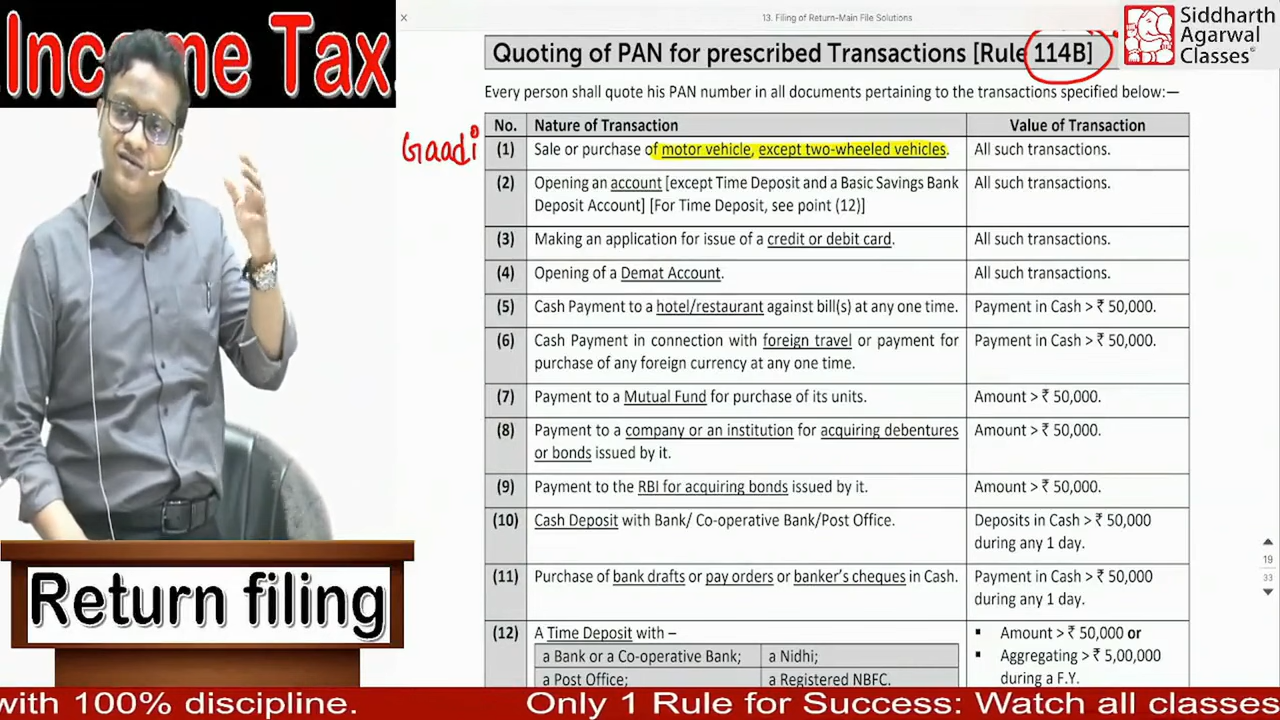 Income Tax.
13. Filing of Return-Main File Solutions
Siddharth
Agarwal
Classes®
Quoting of PAN for prescribed Transactions [Rule 114B]
Every person shall quote his PAN number in all documents pertaining to the transactions specified below:—
No. Nature of Transaction Value of Transaction
Gaadi
(1) Sale or purchase of motor vehicle, except two-wheeled vehicles. All such transactions.
(2) Opening an account [except Time Deposit and a Basic Savings Bank All such transactions.
Deposit Account] [For Time Deposit, see point (12)]
(3) Making an application for issue of a credit or debit card. All such transactions.
(4) Opening of a Demat Account. All such transactions.
(5) Cash Payment to a hotel/restaurant against bill(s) at any one time. Payment in Cash > ₹ 50,000.
(6) Cash Payment in connection with foreign travel or payment for Payment in Cash > ₹ 50,000.
purchase of any foreign currency at any one time.
(7) Payment to a Mutual Fund for purchase of its units. Amount > ₹ 50,000.
(8) Payment to a company or an institution for acquiring debentures Amount > ₹ 50,000.
or bonds issued by it.
(9) Payment to the RBI for acquiring bonds issued by it. Amount > ₹ 50,000.
(10) Cash Deposit with Bank/ Co-operative Bank/Post Office. Deposits in Cash > ₹ 50,000
during any 1 day.
(11) Purchase of bank drafts or pay orders or banker's cheques in Cash. Payment in Cash > ₹ 50,000
during any 1 day.
(12) A Time Deposit with – ▪ Amount > ₹ 50,000 or
a Bank or a Co-operative Bank; a Nidhi; ▪ Aggregating > ₹ 5,00,000
a Post Office; a Registered NBFC. during a F.Y.
19
33
Return filing
with 100% discipline. Only 1 Rule for Success: Watch all classes